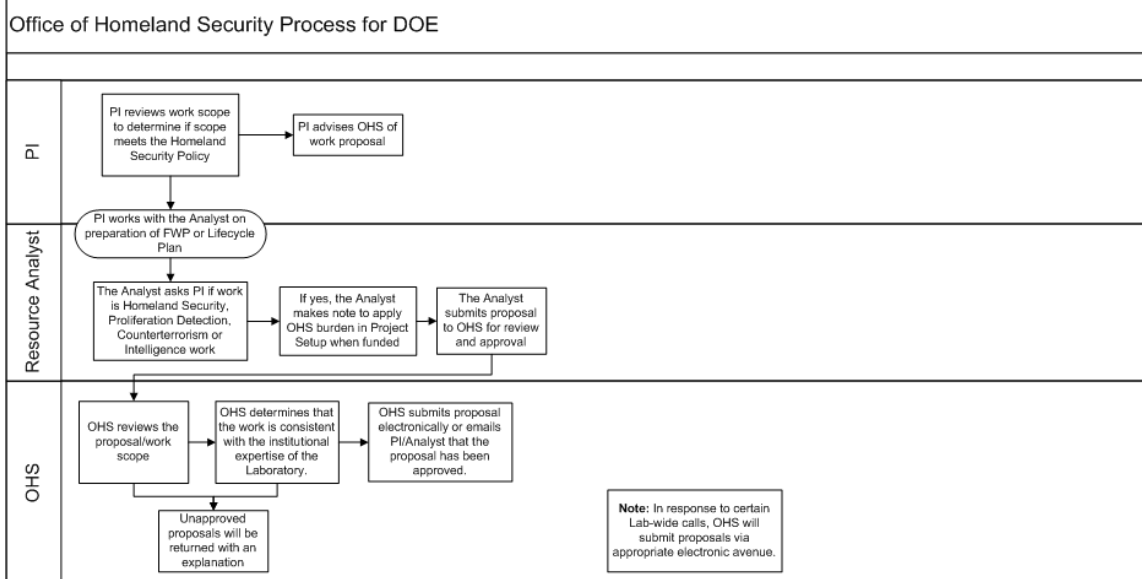 Office of Homeland Security Process for DOE
PI
PI reviews work scope
to determine if scope
meets the Homeland
Security Policy
PI advises OHS of
work proposal
PI works with the Analyst on
preparation of FWP or Lifecycle
Plan
Resource Analyst
The Analyst asks PI if work
is Homeland Security,
Proliferation Detection,
Counterterrorism or
Intelligence work
If yes, the Analyst
makes note to apply
OHS burden in Project
Setup when funded
The Analyst
submits proposal
to OHS for review
and approval
OHS
OHS reviews the
proposal/work
scope
OHS determines that
the work is consistent
with the institutional
expertise of the
Laboratory.
OHS submits proposal
electronically or emails
PI/Analyst that the
proposal has been
approved.
Unapproved
proposals will be
returned with an
explanation
Note: In response to certain
Lab-wide calls, OHS will
submit proposals via
appropriate electronic avenue.